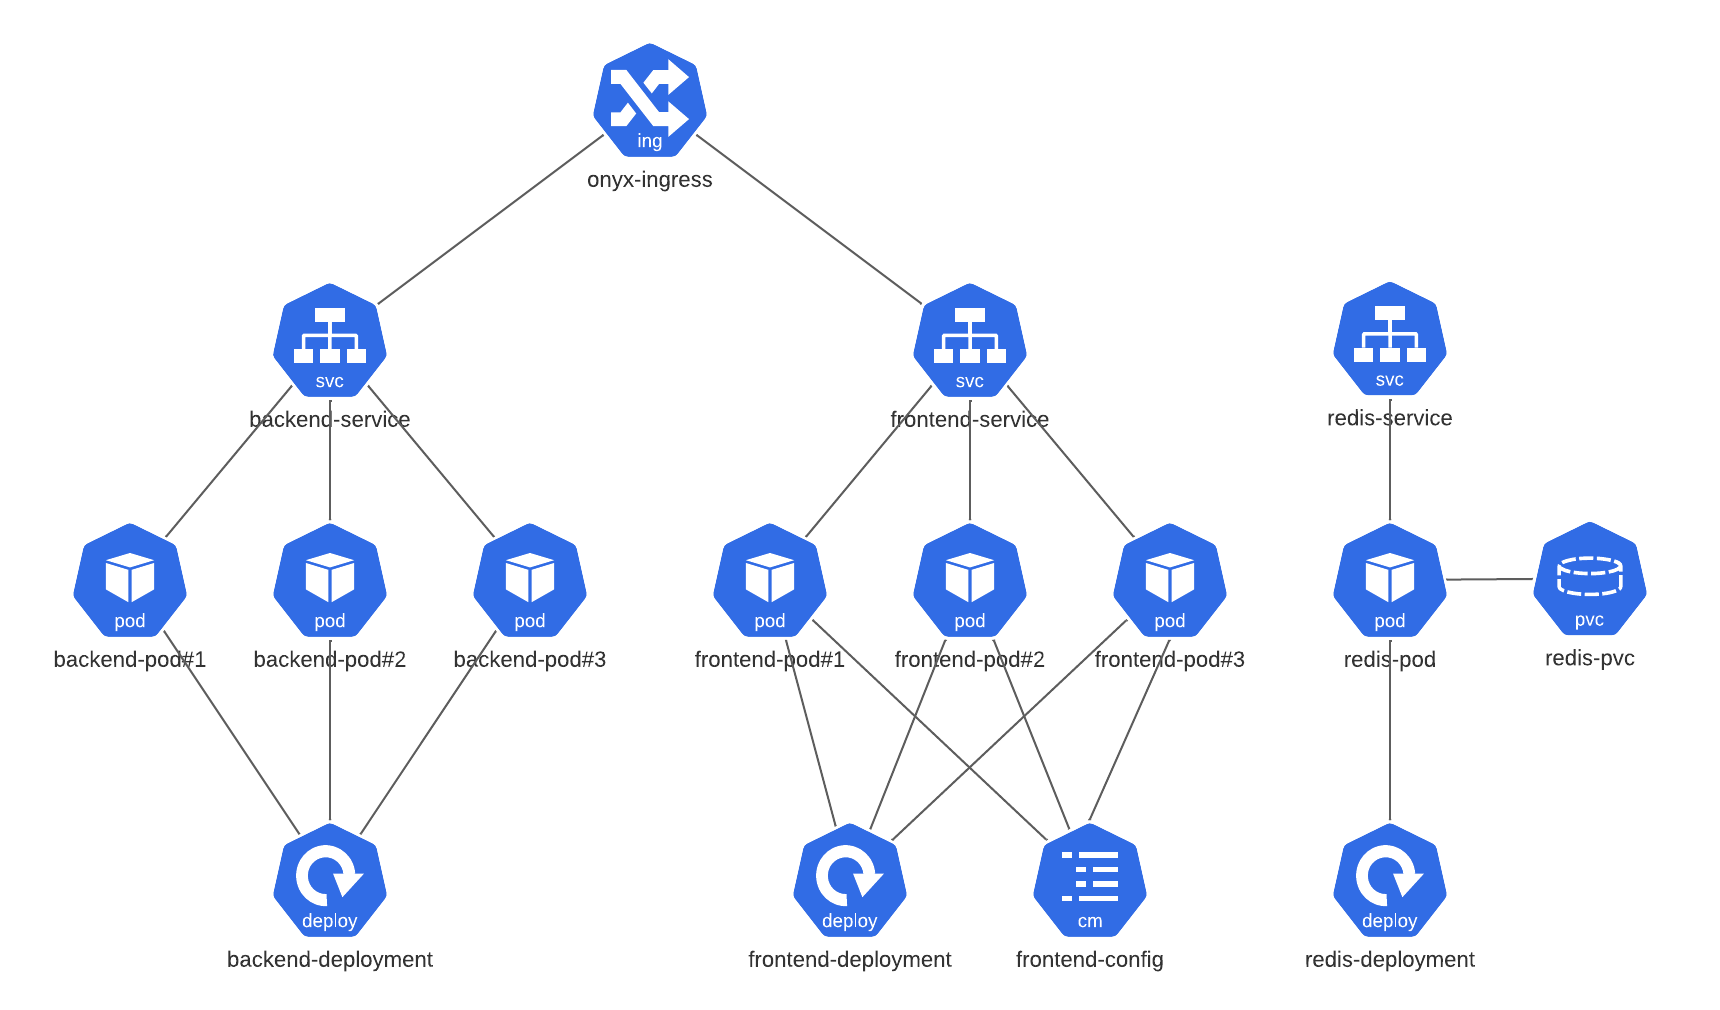 ing
onyx-ingress
svc
backend-service
svc
frontend-service
svc
redis-service
pod
backend-pod#1
pod
backend-pod#2
pod
backend-pod#3
pod
frontend-pod#1
pod
frontend-pod#2
pod
frontend-pod#3
pod
redis-pod
pvc
redis-pvc
deploy
backend-deployment
deploy
frontend-deployment
cm
frontend-config
deploy
redis-deployment